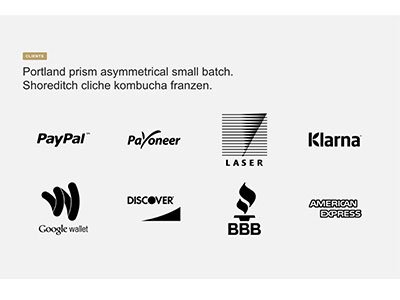 CLIENTS
Portland prism asymmetrical small batch.
Shoreditch cliche kombucha franzen.
PayPal™
Payoneer
LASER
Klarna
Google wallet
DISCOVER
BBB
AMERICAN
EXPRESS